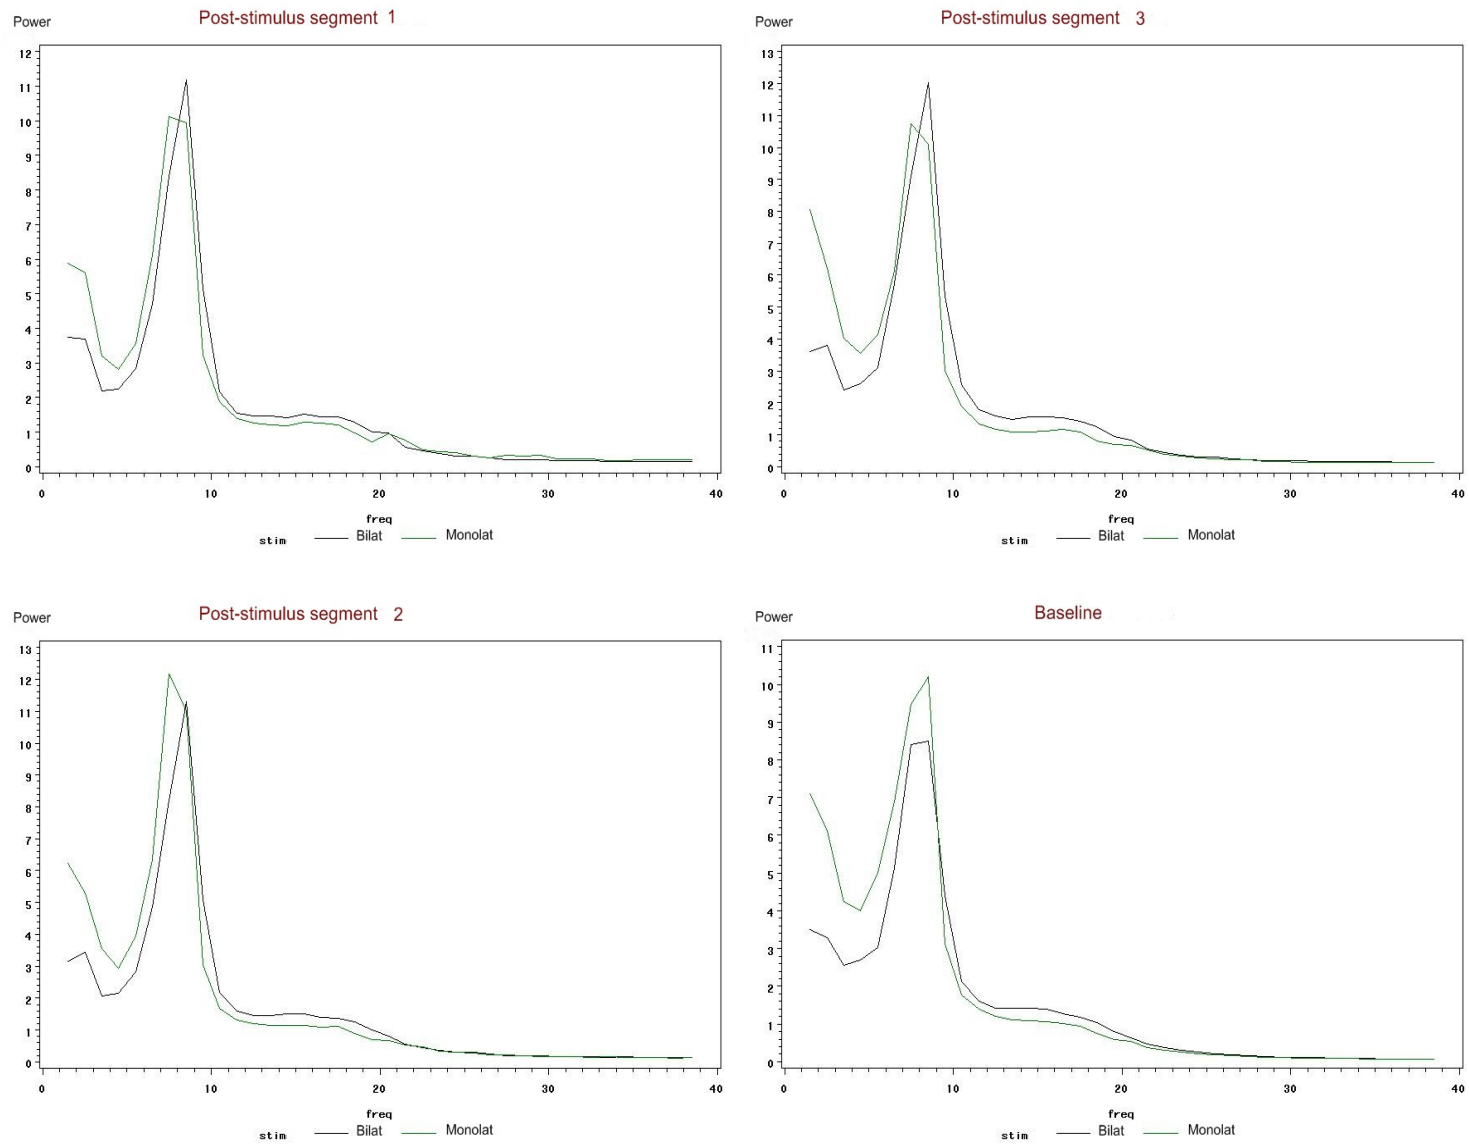 Power
Post-stimulus segment 1
12
11
10
9
8
7
6
5
4
3
2
1
0
0 10 20 30 40
freq
stim Bilat Monolat
Power
Post-stimulus segment 3
13
12
11
10
9
8
7
6
5
4
3
2
1
0
0 10 20 30 40
freq
stim Bilat Monolat
Power
Post-stimulus segment 2
13
12
11
10
9
8
7
6
5
4
3
2
1
0
0 10 20 30 40
freq
stim Bilat Monolat
Power
Baseline
11
10
9
8
7
6
5
4
3
2
1
0
0 10 20 30 40
freq
stim Bilat Monolat